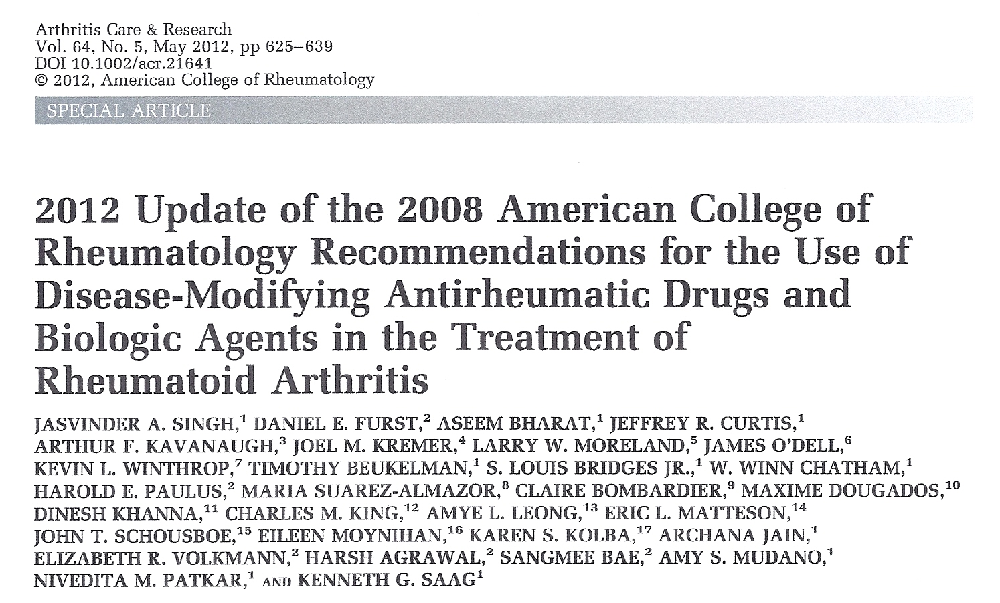 Arthritis Care & Research
Vol. 64, No. 5, May 2012, pp 625–639
DOI 10.1002/acr.21641
© 2012, American College of Rheumatology
SPECIAL ARTICLE
2012 Update of the 2008 American College of
Rheumatology Recommendations for the Use of
Disease-Modifying Antirheumatic Drugs and
Biologic Agents in the Treatment of
Rheumatoid Arthritis
JASVINDER A. SINGH,¹ DANIEL E. FURST,² ASEEM BHARAT,¹ JEFFREY R. CURTIS,¹
ARTHUR F. KAVANAUGH,³ JOEL M. KREMER,⁴ LARRY W. MORELAND,⁵ JAMES O'DELL,⁶
KEVIN L. WINTHROP,⁷ TIMOTHY BEUKELMAN,¹ S. LOUIS BRIDGES JR.,¹ W. WINN CHATHAM,¹
HAROLD E. PAULUS,² MARIA SUAREZ-ALMAZOR,⁸ CLAIRE BOMBARDIER,⁹ MAXIME DOUGADOS,¹⁰
DINESH KHANNA,¹¹ CHARLES M. KING,¹² AMYE L. LEONG,¹³ ERIC L. MATTESON,¹⁴
JOHN T. SCHOUSBOE,¹⁵ EILEEN MOYNIHAN,¹⁶ KAREN S. KOLBA,¹⁷ ARCHANA JAIN,¹
ELIZABETH R. VOLKMANN,² HARSH AGRAWAL,² SANGMEE BAE,² AMY S. MUDANO,¹
NIVEDITA M. PATKAR,¹ AND KENNETH G. SAAG¹